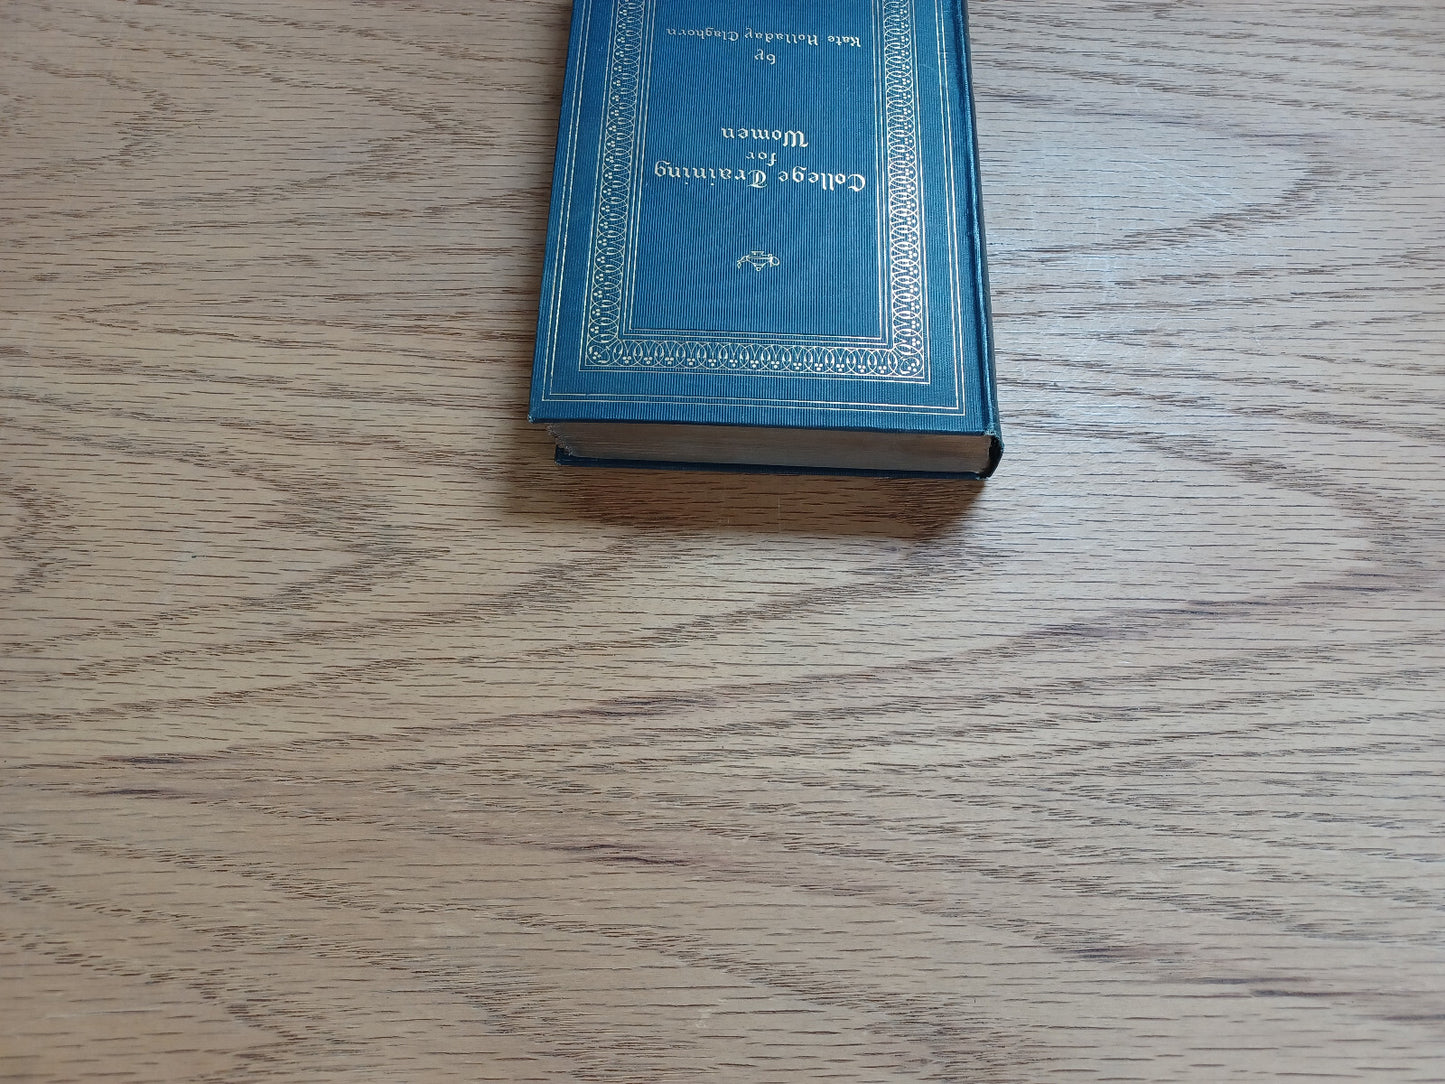 College Training
for
Women
by
Kate Holladay Claghorn